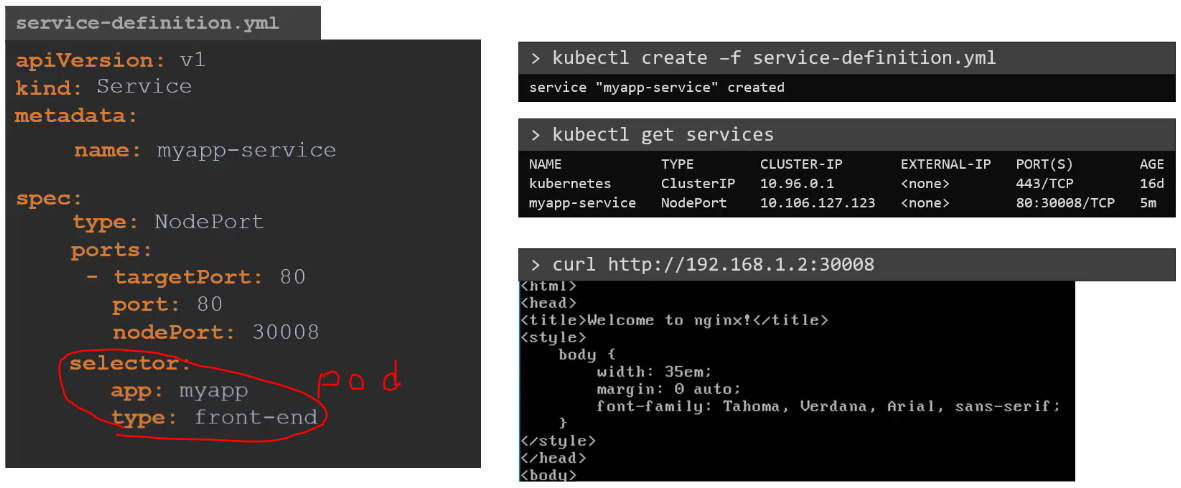 service-definition.yml
apiVersion: v1
kind: Service
metadata:
name: myapp-service
spec:
type: NodePort
ports:
- targetPort: 80
port: 80
nodePort: 30008
selector:
app: myapp
type: front-end
pod
> kubectl create –f service-definition.yml
service "myapp-service" created
> kubectl get services
NAME TYPE CLUSTER-IP EXTERNAL-IP PORT(S) AGE
kubernetes ClusterIP 10.96.0.1 <none> 443/TCP 16d
myapp-service NodePort 10.106.127.123 <none> 80:30008/TCP 5m
> curl http://192.168.1.2:30008
<html>
<head>
<title>Welcome to nginx!</title>
<style>
body {
width: 35em;
margin: 0 auto;
font-family: Tahoma, Verdana, Arial, sans-serif;
}
</style>
</head>
<body>